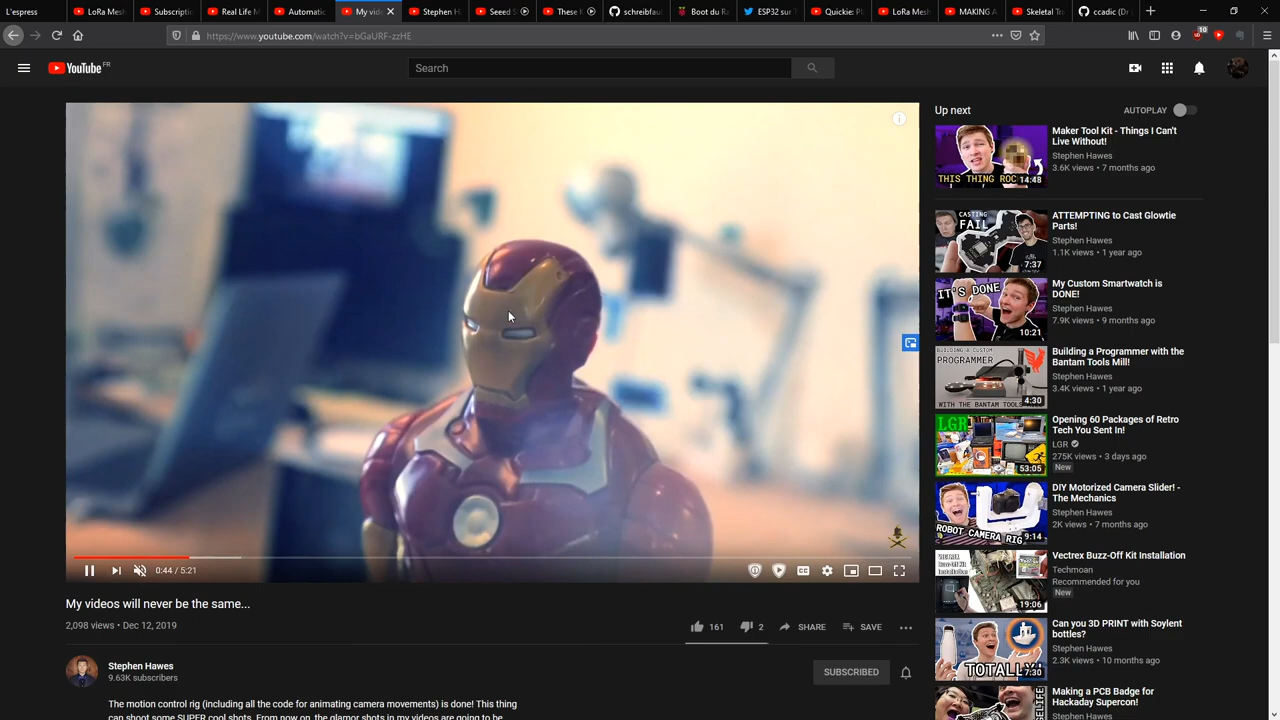 L'espress
LoRa Mesh
Subscripti
Real Life M
Automatic
My vid
Stephen H
Seeed S
These K
schreibfaul
Boot du Ra
ESP32 sur T
Quickie: P
LoRa Mesh
MAKING A
Skeletal Tra
ccadic (Dr
https://www.youtube.com/watch?v=bGaURF-zzHE
10
YouTube FR
Search
Up next
AUTOPLAY
THIS THING ROC
14:48
Maker Tool Kit - Things I Can't
Live Without!
Stephen Hawes
3.6K views • 7 months ago
CASTING
FAIL
7:37
ATTEMPTING to Cast Glowtie
Parts!
Stephen Hawes
1.1K views • 1 year ago
IT'S DONE
10:21
My Custom Smartwatch is
DONE!
Stephen Hawes
7.9K views • 9 months ago
BUILDING A CUSTOM
PROGRAMMER
WITH THE BANTAM TOOLS
4:30
Building a Programmer with the
Bantam Tools Mill!
Stephen Hawes
3.4K views • 1 year ago
LGR
53:05
Opening 60 Packages of Retro
Tech You Sent In!
LGR
275K views • 3 days ago
New
ROBOT CAMERA RIG
9:14
DIY Motorized Camera Slider! -
The Mechanics
Stephen Hawes
2K views • 7 months ago
19:06
Vectrex Buzz-Off Kit Installation
Techmoan
Recommended for you
New
TOTALLY
7:30
Can you 3D PRINT with Soylent
bottles?
Stephen Hawes
2.3K views • 10 months ago
Making a PCB Badge for
Hackaday Supercon!
Stephen Hawes
0:44 / 5:21
CC
My videos will never be the same...
2,098 views • Dec 12, 2019
161
2
SHARE
SAVE
Stephen Hawes
9.63K subscribers
SUBSCRIBED
The motion control rig (including all the code for animating camera movements) is done! This thing
can shoot some SUPER cool shots. From now on, the glamor shots in my videos are going to be